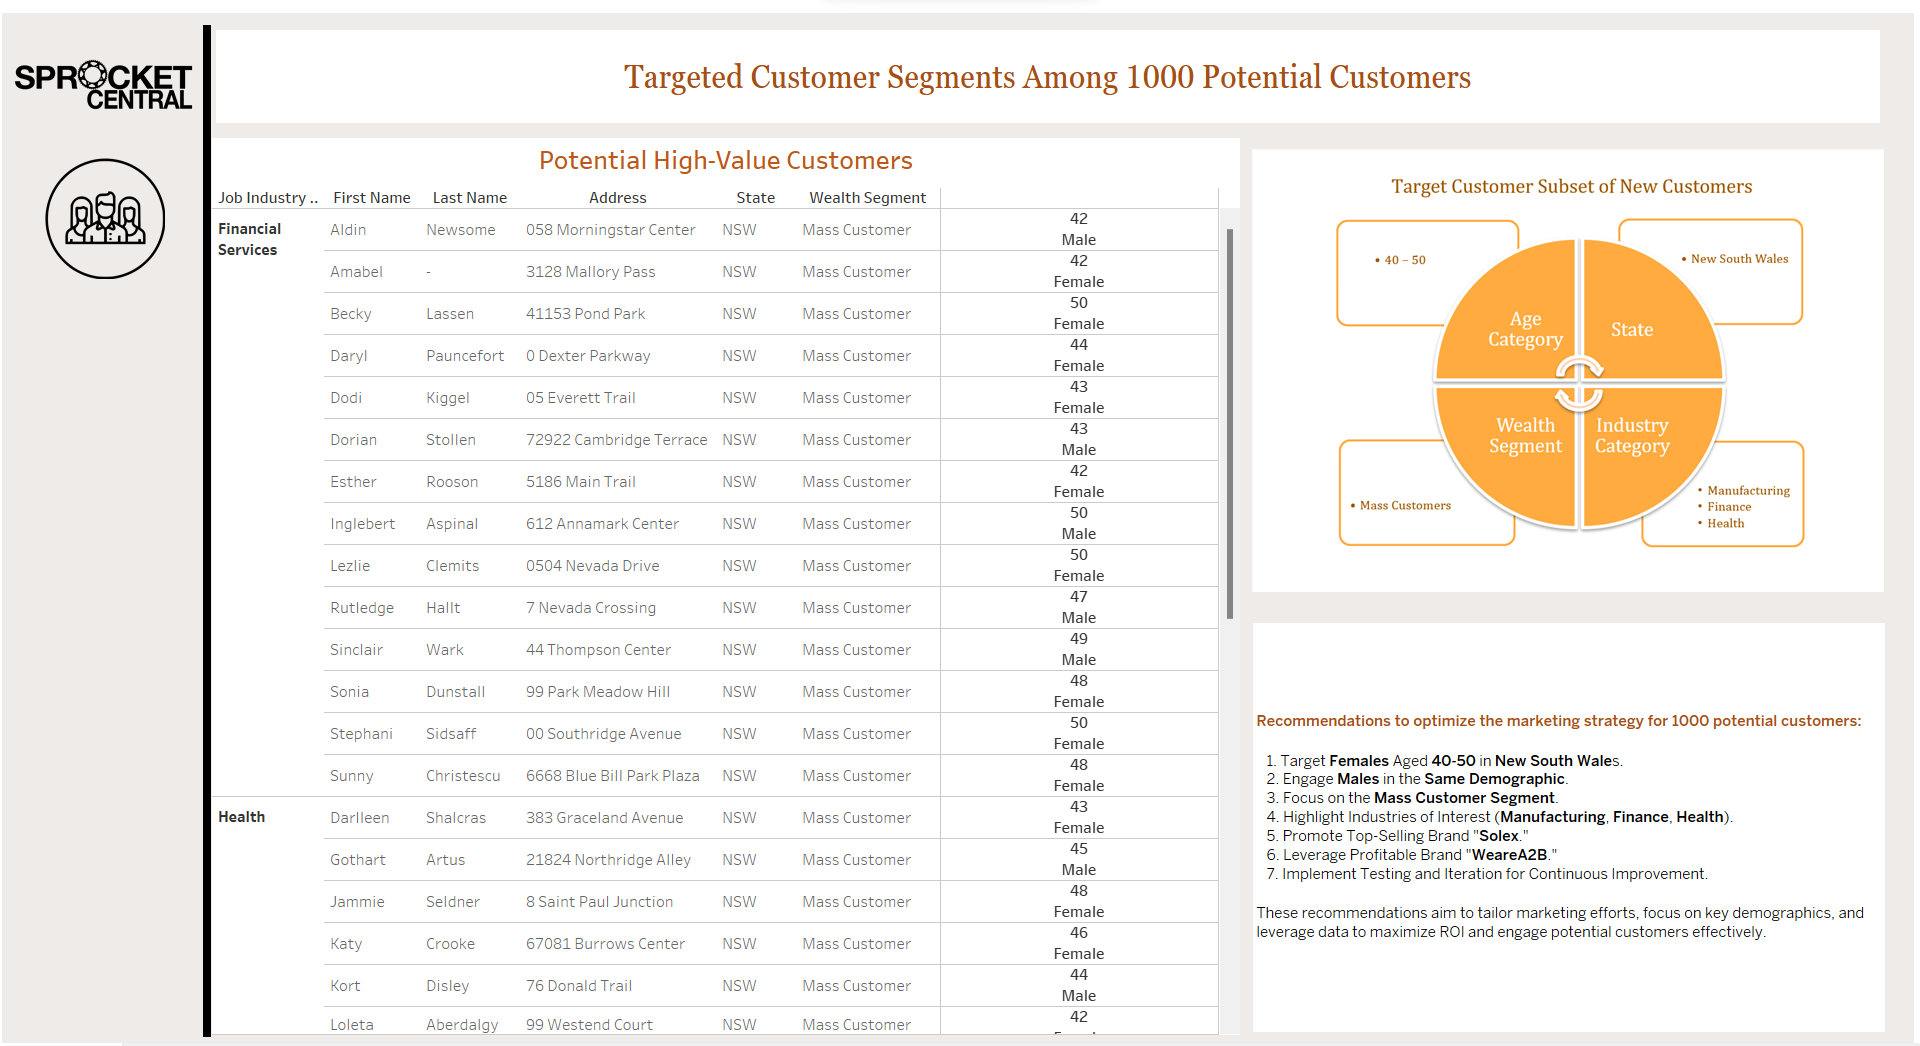 SPROCKET
CENTRAL
Targeted Customer Segments Among 1000 Potential Customers
Potential High-Value Customers
Job Industry .. First Name Last Name Address State Wealth Segment
Financial Services Aldin Newsome 058 Morningstar Center NSW Mass Customer 42 Male
Amabel - 3128 Mallory Pass NSW Mass Customer 42 Female
Becky Lassen 41153 Pond Park NSW Mass Customer 50 Female
Daryl Pauncefort 0 Dexter Parkway NSW Mass Customer 44 Female
Dodi Kiggel 05 Everett Trail NSW Mass Customer 43 Female
Dorian Stollen 72922 Cambridge Terrace NSW Mass Customer 43 Male
Esther Rooson 5186 Main Trail NSW Mass Customer 42 Female
Inglebert Aspinal 612 Annamark Center NSW Mass Customer 50 Male
Lezlie Clemits 0504 Nevada Drive NSW Mass Customer 50 Female
Rutledge Hallt 7 Nevada Crossing NSW Mass Customer 47 Male
Sinclair Wark 44 Thompson Center NSW Mass Customer 49 Male
Sonia Dunstall 99 Park Meadow Hill NSW Mass Customer 48 Female
Stephani Sidsaff 00 Southridge Avenue NSW Mass Customer 50 Female
Sunny Christescu 6668 Blue Bill Park Plaza NSW Mass Customer 48 Female
Health Darlleen Shalcras 383 Graceland Avenue NSW Mass Customer 43 Female
Gothart Artus 21824 Northridge Alley NSW Mass Customer 45 Male
Jammie Seldner 8 Saint Paul Junction NSW Mass Customer 48 Female
Katy Crooke 67081 Burrows Center NSW Mass Customer 46 Female
Kort Disley 76 Donald Trail NSW Mass Customer 44 Male
Loleta Aberdalgy 99 Westend Court NSW Mass Customer 42
Target Customer Subset of New Customers
• 40 – 50
• New South Wales
Age
Category
State
Wealth
Segment
Industry
Category
• Mass Customers
• Manufacturing
• Finance
• Health
Recommendations to optimize the marketing strategy for 1000 potential customers:
1. Target Females Aged 40-50 in New South Wales.
2. Engage Males in the Same Demographic.
3. Focus on the Mass Customer Segment.
4. Highlight Industries of Interest (Manufacturing, Finance, Health).
5. Promote Top-Selling Brand "Solex."
6. Leverage Profitable Brand "WeareA2B."
7. Implement Testing and Iteration for Continuous Improvement.
These recommendations aim to tailor marketing efforts, focus on key demographics, and
leverage data to maximize ROI and engage potential customers effectively.